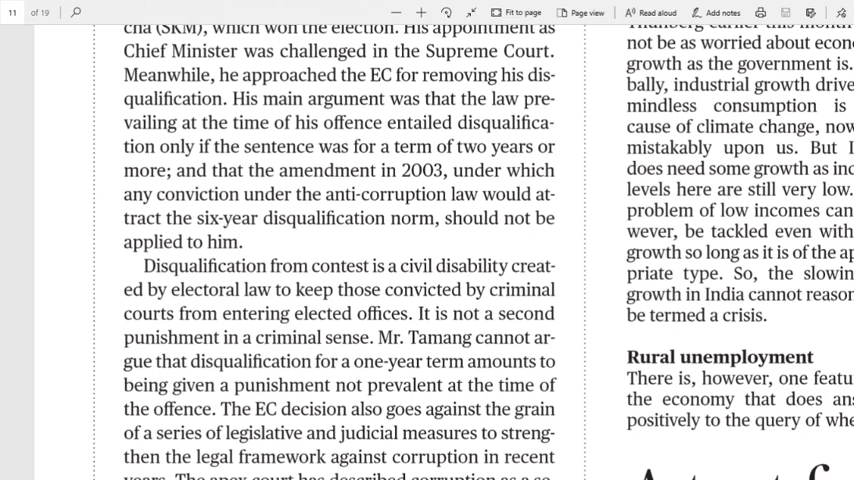 11 of 19
Fit to page
Page view
Read aloud
Add notes
cha (SKM), which won the election. His appointment as
Chief Minister was challenged in the Supreme Court.
Meanwhile, he approached the EC for removing his dis-
qualification. His main argument was that the law pre-
vailing at the time of his offence entailed disqualifica-
tion only if the sentence was for a term of two years or
more; and that the amendment in 2003, under which
any conviction under the anti-corruption law would at-
tract the six-year disqualification norm, should not be
applied to him.
Disqualification from contest is a civil disability creat-
ed by electoral law to keep those convicted by criminal
courts from entering elected offices. It is not a second
punishment in a criminal sense. Mr. Tamang cannot ar-
gue that disqualification for a one-year term amounts to
being given a punishment not prevalent at the time of
the offence. The EC decision also goes against the grain
of a series of legislative and judicial measures to streng-
then the legal framework against corruption in recent
years. The apex court has described corruption as a se-
not be as worried about econ
growth as the government is.
bally, industrial growth drive
mindless consumption is
cause of climate change, now
mistakably upon us. But I
does need some growth as inc
levels here are still very low.
problem of low incomes can
wever, be tackled even with
growth so long as it is of the ap
priate type. So, the slowin
growth in India cannot reason
be termed a crisis.
Rural unemployment
There is, however, one featu
the economy that does ans
positively to the query of whe